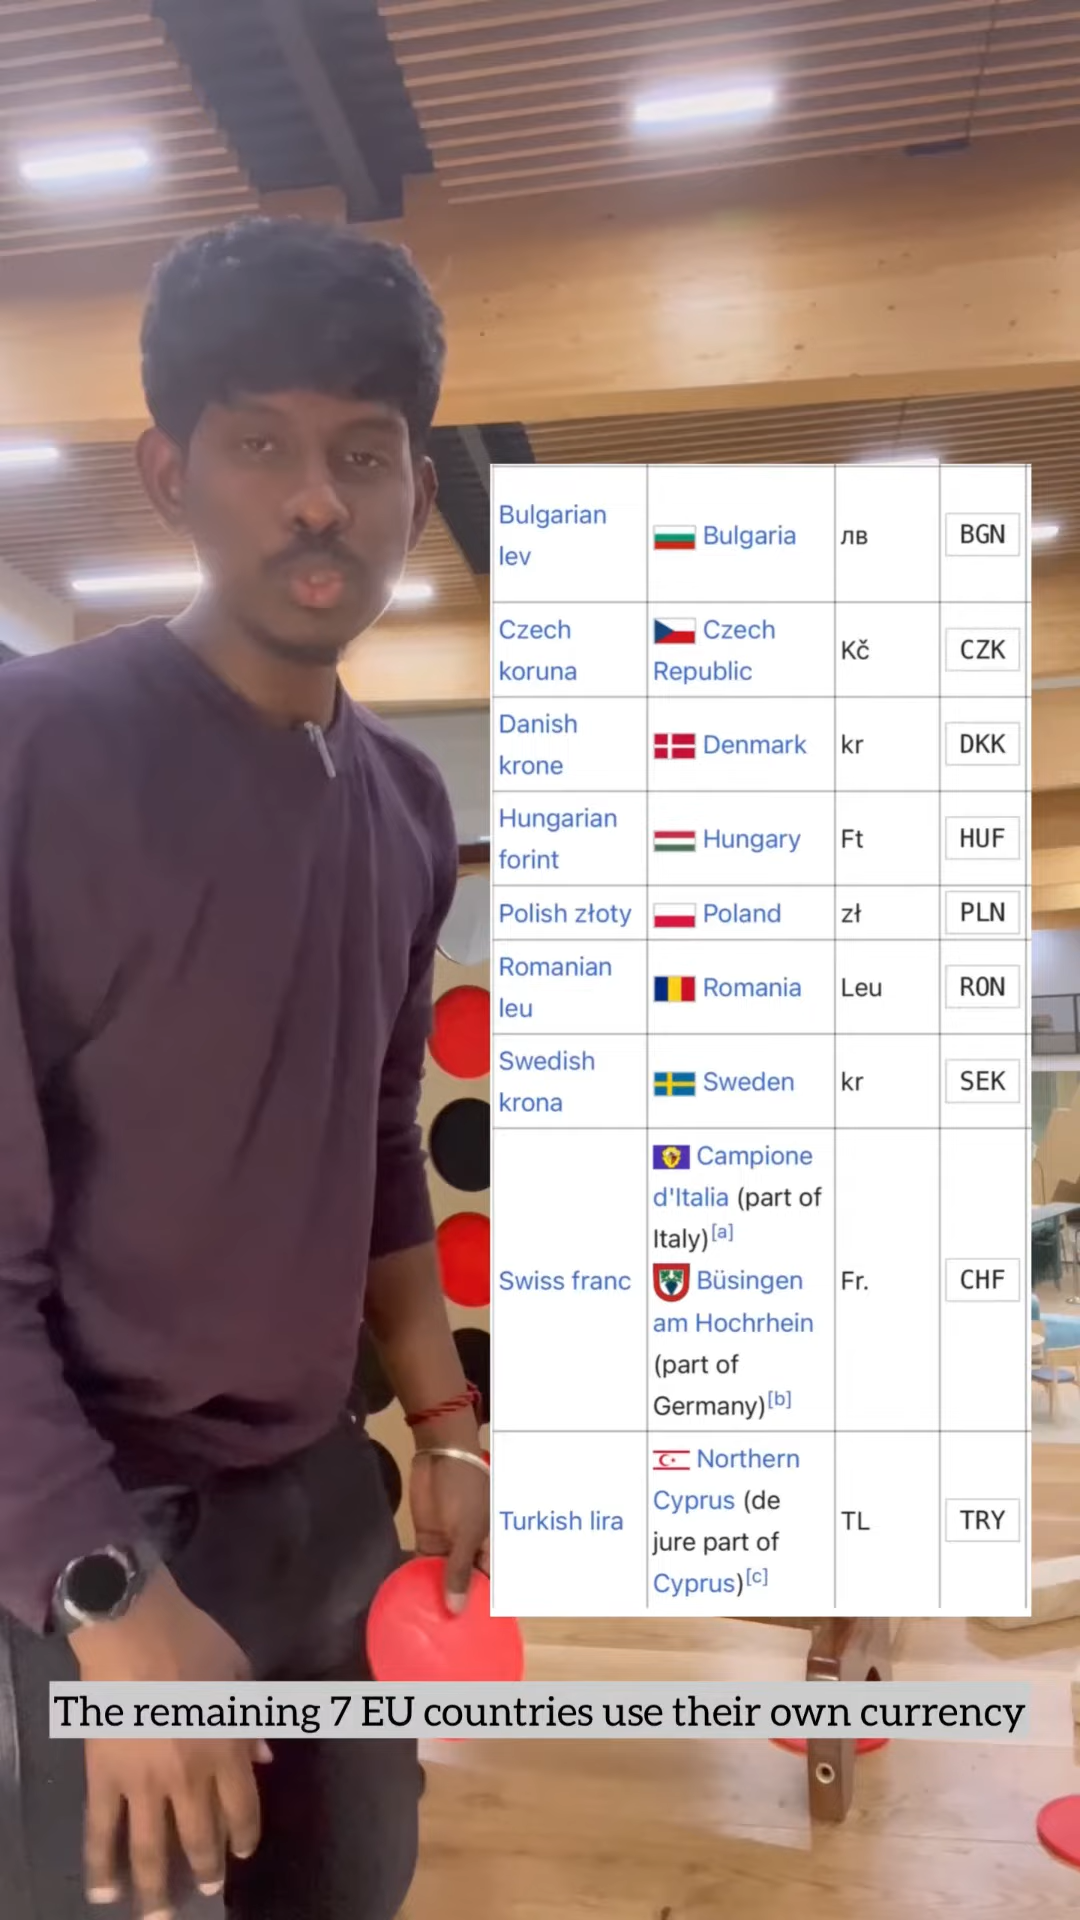 Bulgarian
lev
Bulgaria
лв
BGN
Czech
koruna
Czech
Republic
Kč
CZK
Danish
krone
Denmark
kr
DKK
Hungarian
forint
Hungary
Ft
HUF
Polish złoty
Poland
zł
PLN
Romanian
leu
Romania
Leu
RON
Swedish
krona
Sweden
kr
SEK
Swiss franc
Campione
d'Italia (part of
Italy)[a]
Büsingen
am Hochrhein
(part of
Germany)[b]
Fr.
CHF
Turkish lira
Northern
Cyprus (de
jure part of
Cyprus)[c]
TL
TRY
The remaining 7 EU countries use their own currency